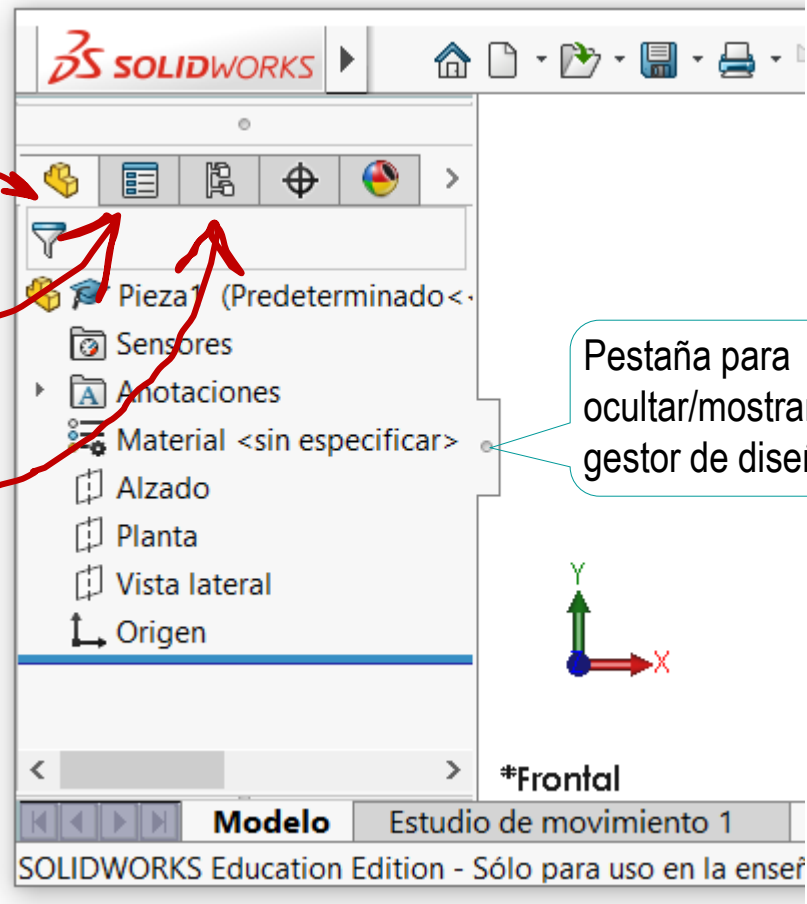 SOLIDWORKS
Pieza1 (Predeterminado<
Sensores
Anotaciones
Material <sin especificar>
Alzado
Planta
Vista lateral
Origen
Pestaña para
ocultar/mostrar
gestor de diseñ
Y
X
*Frontal
Modelo
Estudio de movimiento 1
SOLIDWORKS Education Edition - Sólo para uso en la enseñ